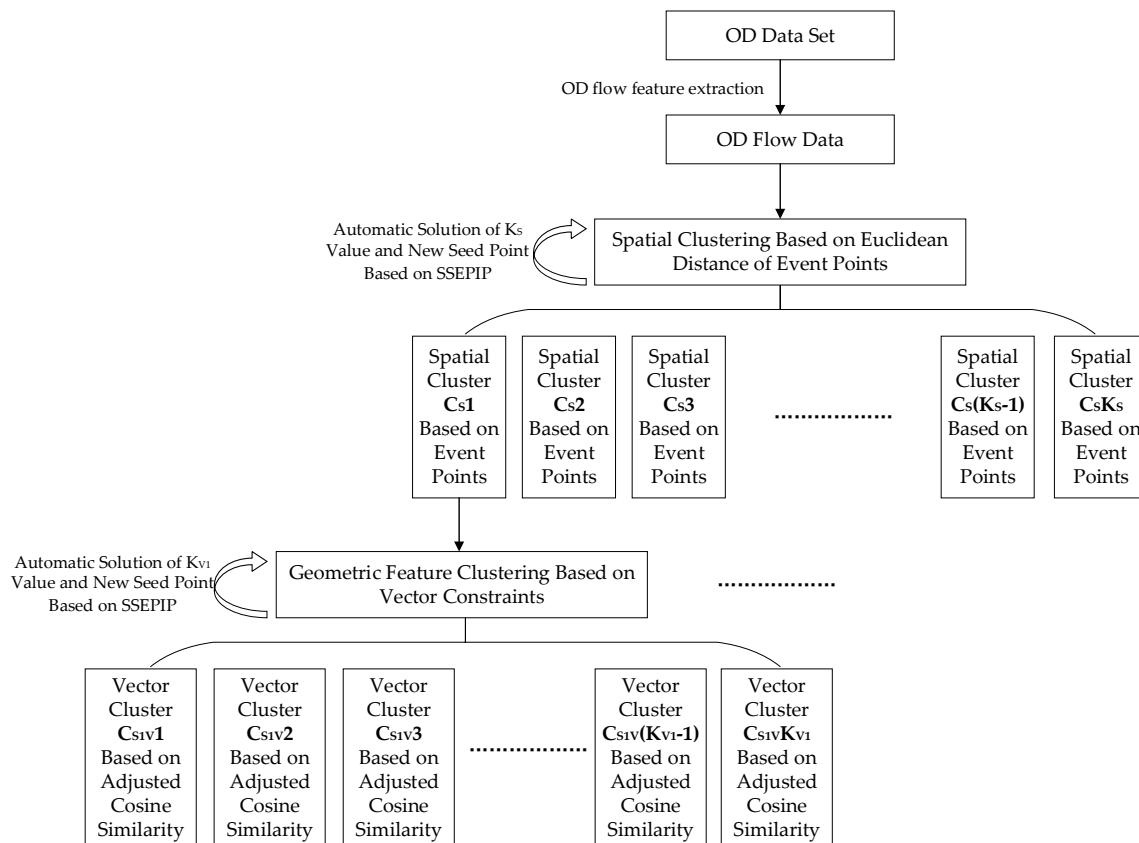 OD Data Set
OD flow feature extraction
OD Flow Data
Automatic Solution of Ks
Value and New Seed Point
Based on SSEPIP
Spatial Clustering Based on Euclidean
Distance of Event Points
Spatial
Cluster
Cs1
Based on
Event
Points
Spatial
Cluster
Cs2
Based on
Event
Points
Spatial
Cluster
Cs3
Based on
Event
Points
Spatial
Cluster
Cs(Ks-1)
Based on
Event
Points
Spatial
Cluster
CsKs
Based on
Event
Points
Automatic Solution of Kv1
Value and New Seed Point
Based on SSEPIP
Geometric Feature Clustering Based on
Vector Constraints
Vector
Cluster
Cs1v1
Based on
Adjusted
Cosine
Similarity
Vector
Cluster
Cs1v2
Based on
Adjusted
Cosine
Similarity
Vector
Cluster
Cs1v3
Based on
Adjusted
Cosine
Similarity
Vector
Cluster
Cs1v(Kv1-1)
Based on
Adjusted
Cosine
Similarity
Vector
Cluster
Cs1vKv1
Based on
Adjusted
Cosine
Similarity